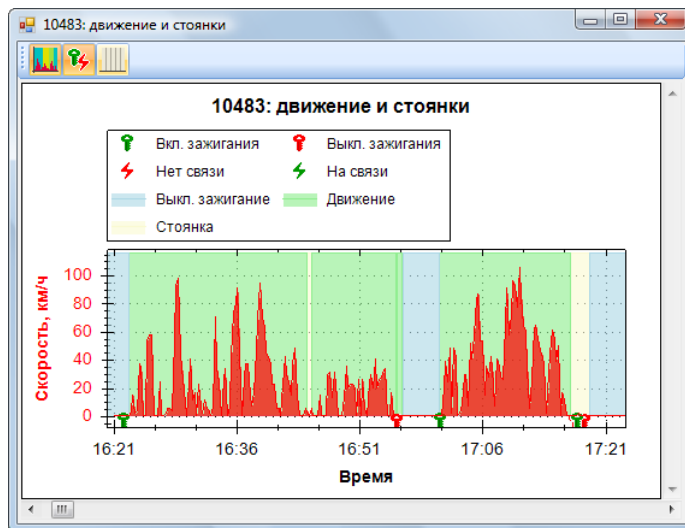 10483: движение и стоянки
10483: движение и стоянки
Вкл. зажигания Выкл. зажигания
Нет связи На связи
Выкл. зажигание Движение
Стоянка
Скорость, км/ч
100
80
60
40
20
0
16:21 16:36 16:51 17:06 17:21
Время